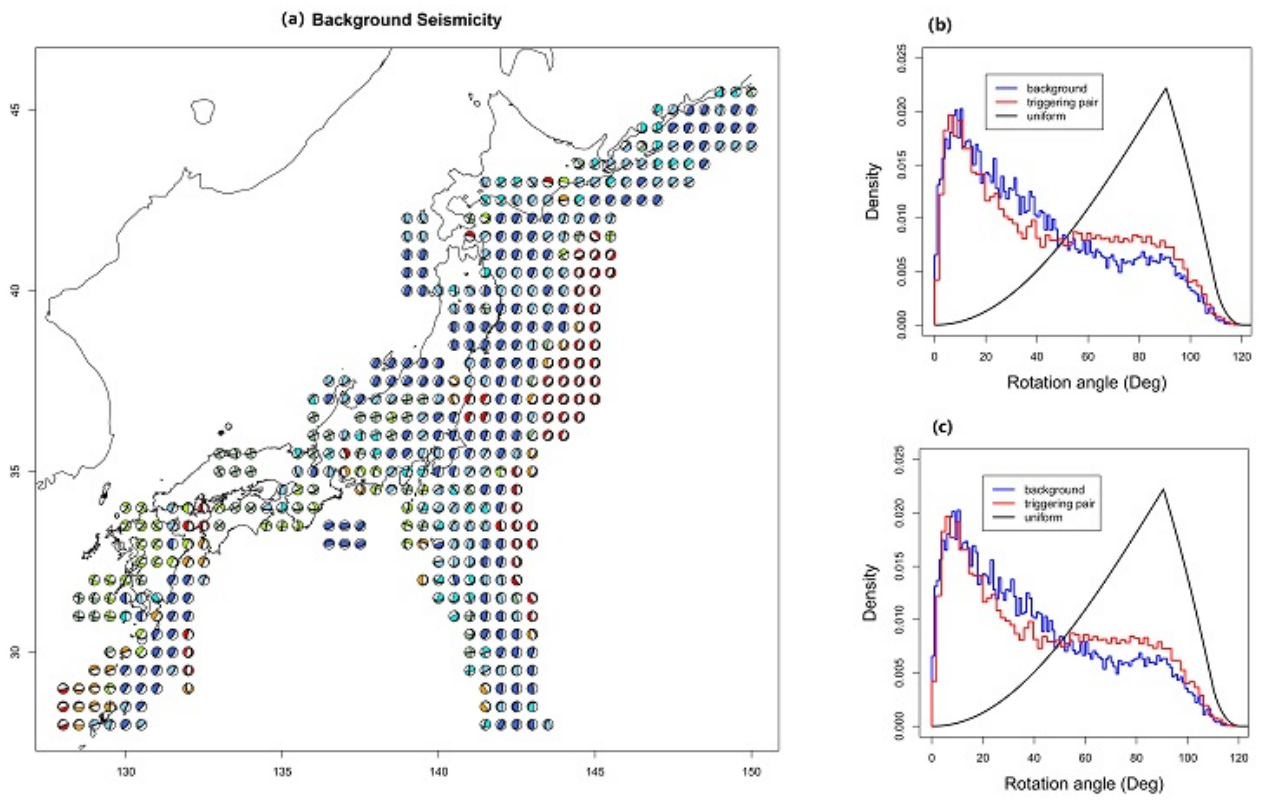 (a) Background Seismicity
45
40
35
30
130 135 140 145 150
(b)
0.025
0.020
0.015
0.010
0.005
0.000
Density
background
triggering pair
uniform
0 20 40 60 80 100 120
Rotation angle (Deg)
(c)
0.025
0.020
0.015
0.010
0.005
0.000
Density
background
triggering pair
uniform
0 20 40 60 80 100 120
Rotation angle (Deg)